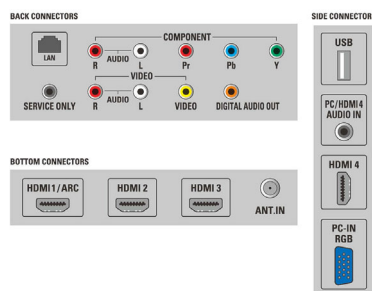 BACK CONNECTORS
COMPONENT
LAN
R AUDIO L Pr Pb Y
VIDEO
SERVICE ONLY
R AUDIO L VIDEO DIGITAL AUDIO OUT
BOTTOM CONNECTORS
HDMI1/ARC HDMI 2 HDMI 3
ANT.IN
SIDE CONNECTOR
USB
PC/HDMI4
AUDIO IN
HDMI 4
PC-IN
RGB